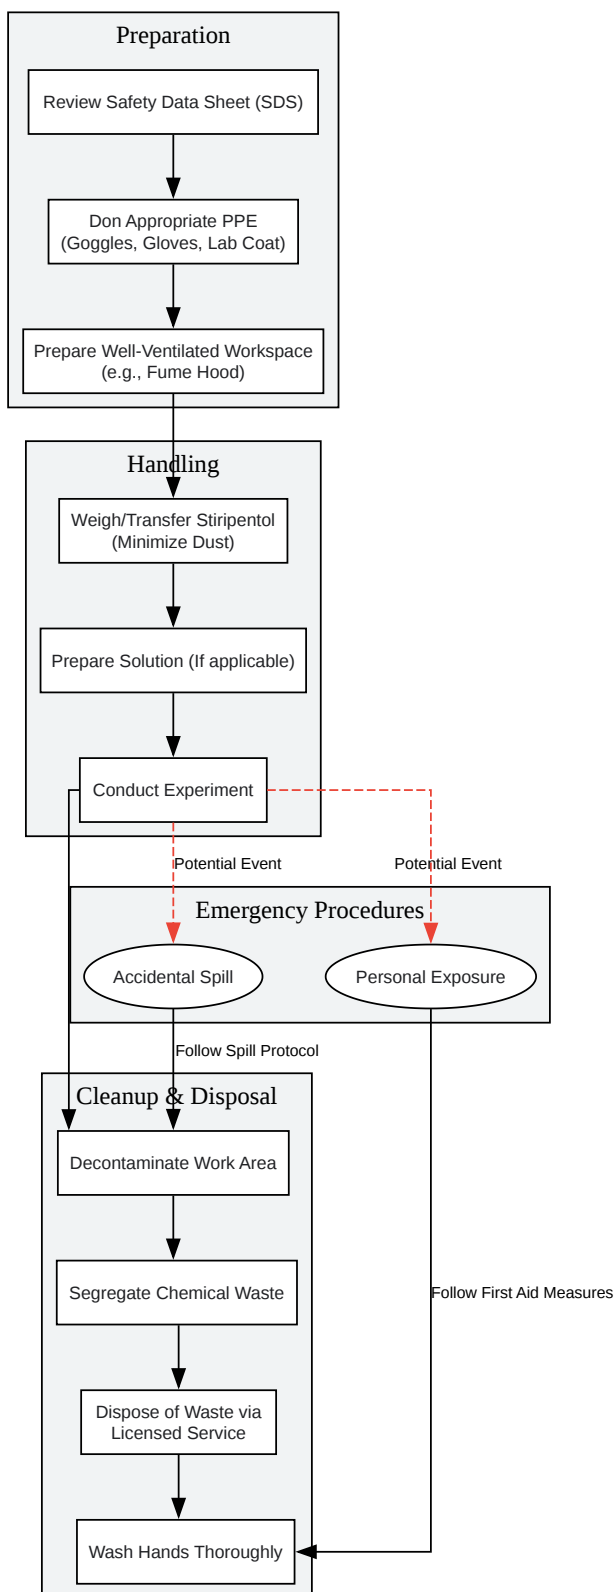 Preparation
Review Safety Data Sheet (SDS)
Don Appropriate PPE
(Goggles, Gloves, Lab Coat)
Prepare Well-Ventilated Workspace
(e.g., Fume Hood)
Handling
Weigh/Transfer Stiripentol
(Minimize Dust)
Prepare Solution (If applicable)
Conduct Experiment
Potential Event
Potential Event
Emergency Procedures
Accidental Spill
Personal Exposure
Follow Spill Protocol
Cleanup & Disposal
Decontaminate Work Area
Segregate Chemical Waste
Follow First Aid Measures
Dispose of Waste via
Licensed Service
Wash Hands Thoroughly